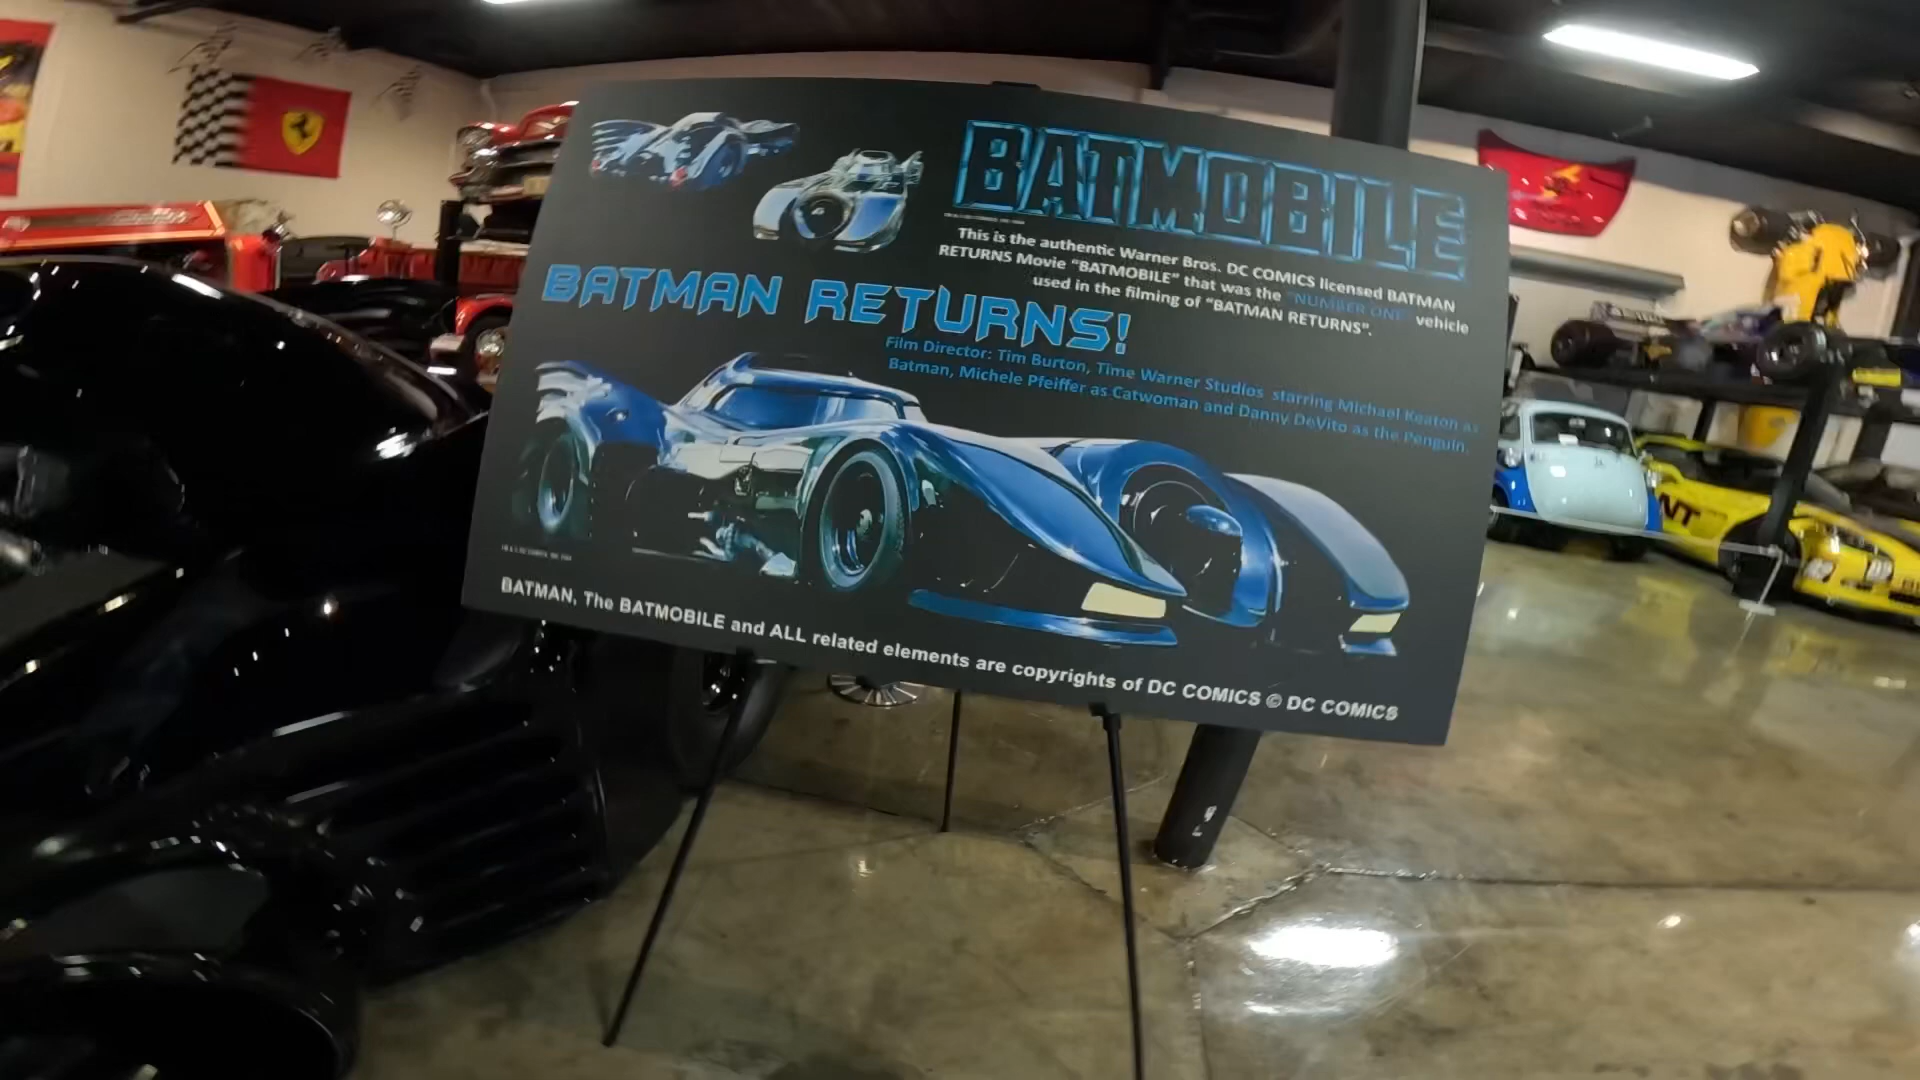 BATMOBILE
This is the authentic Warner Bros. DC COMICS licensed BATMAN
RETURNS Movie "BATMOBILE" that was the "NUMBER ONE" vehicle
used in the filming of "BATMAN RETURNS".
BATMAN RETURNS!
Film Director: Tim Burton, Time Warner Studios starring Michael Keaton as
Batman, Michele Pfeiffer as Catwoman and Danny DeVito as the Penguin.
BATMAN, The BATMOBILE and ALL related elements are copyrights of DC COMICS © DC COMICS
NT